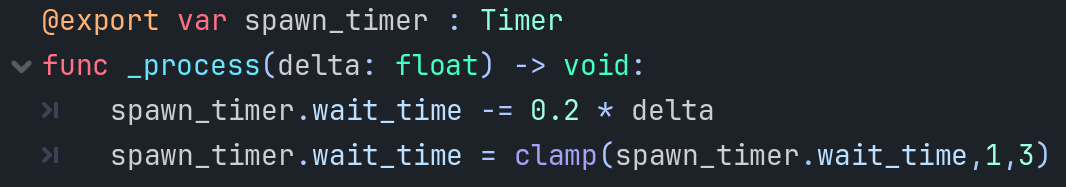 @export var spawn_timer : Timer
func _process(delta: float) -> void:
spawn_timer.wait_time -= 0.2 * delta
spawn_timer.wait_time = clamp(spawn_timer.wait_time,1,3)